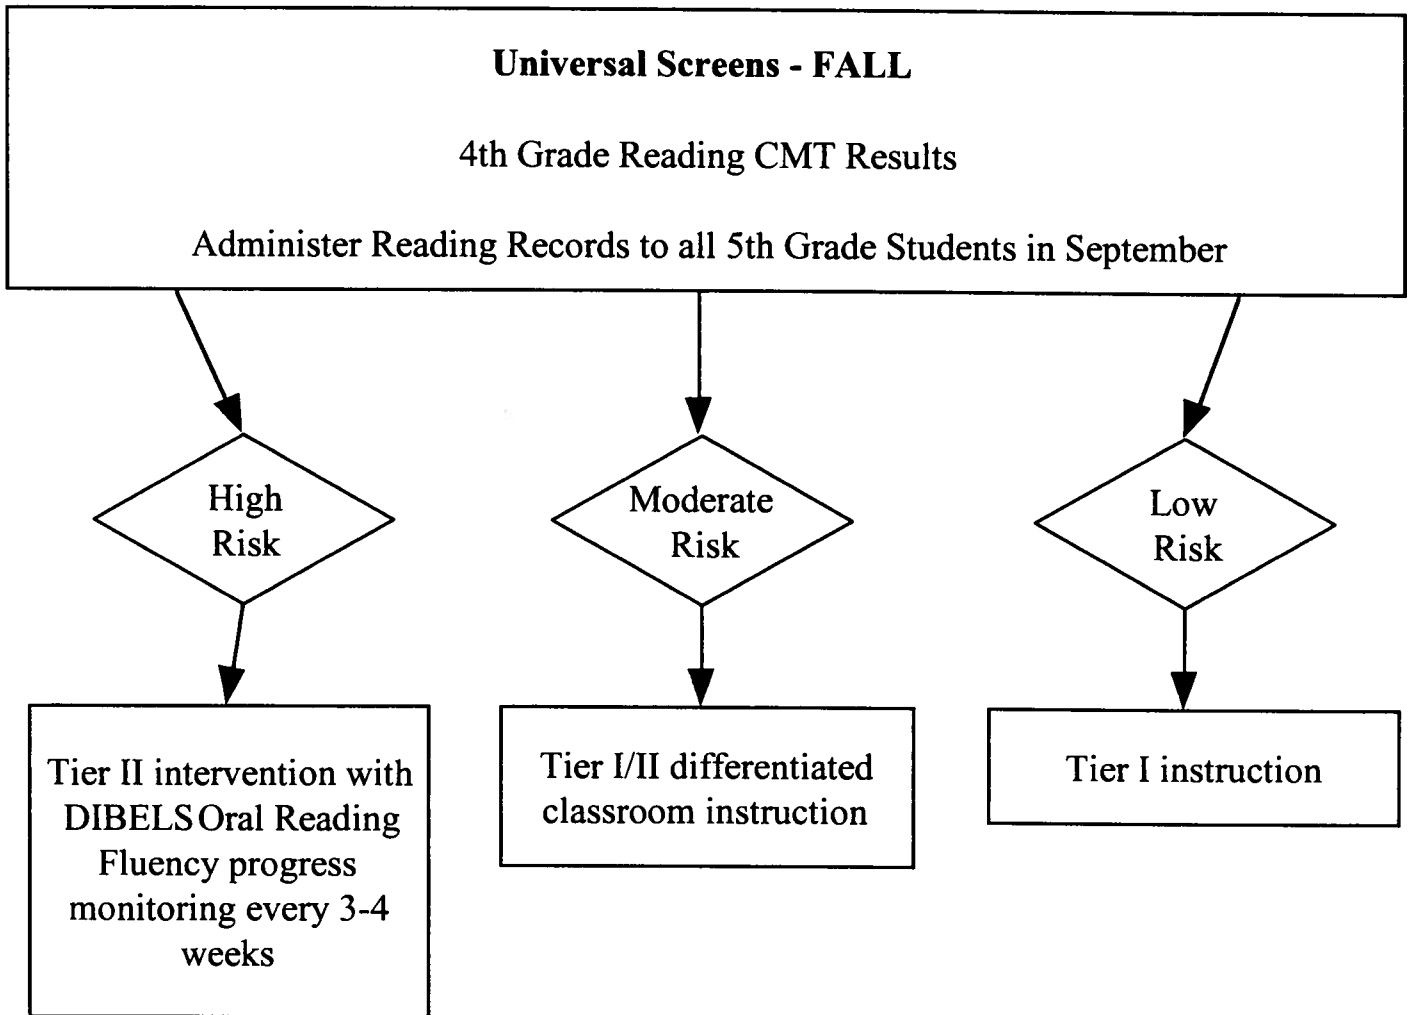 Universal Screens - FALL
4th Grade Reading CMT Results
Administer Reading Records to all 5th Grade Students in September
High
Risk
Moderate
Risk
Low
Risk
Tier II intervention with
DIBELS Oral Reading
Fluency progress
monitoring every 3-4
weeks
Tier I/II differentiated
classroom instruction
Tier I instruction